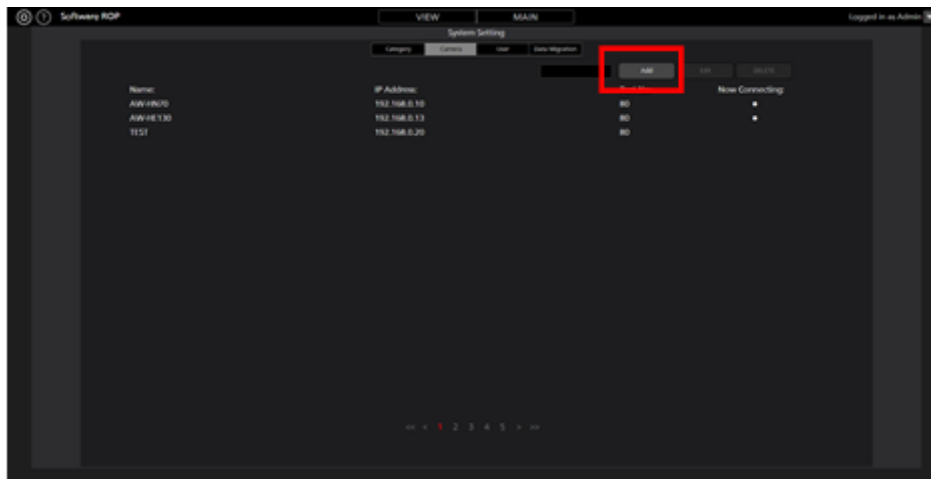 Software ROP VIEW MAIN Logged in as Admin
System Setting
Category Camera User Data Migration
Add Edit DELETE
Name: IP Address: Now Connecting:
AW-HN70 192.168.0.10 80
AW-HE130 192.168.0.13 80
TEST 192.168.0.20 80
<< < 1 2 3 4 5 > >>